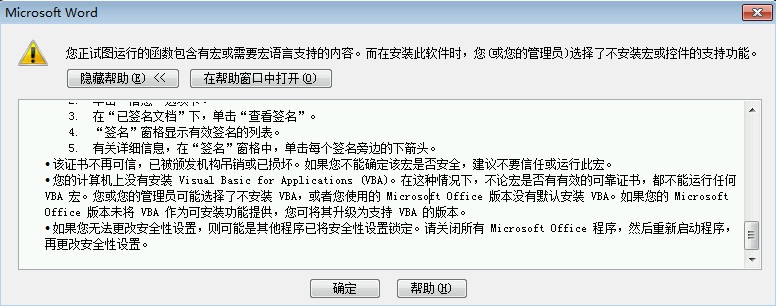 Microsoft Word
您正试图运行的函数包含有宏或需要宏语言支持的内容。而在安装此软件时，您(或您的管理员)选择了不安装宏或控件的支持功能。
隐藏帮助(E) <<
在帮助窗口中打开(O)
3. 在“已签名文档”下，单击“查看签名”。
4. “签名”窗格显示有效签名的列表。
5. 有关详细信息，在“签名”窗格中，单击每个签名旁边的下箭头。
•该证书不再可信，已被颁发机构吊销或已损坏。如果您不能确定该宏是否安全，建议不要信任或运行此宏。
•您的计算机上没有安装 Visual Basic for Applications (VBA)。在这种情况下，不论宏是否有有效的可靠证书，都不能运行任何
VBA 宏。您或您的管理员可能选择了不安装 VBA，或者您使用的 Microsoft Office 版本没有默认安装 VBA。如果您的 Microsoft
Office 版本未将 VBA 作为可安装功能提供，您可将其升级为支持 VBA 的版本。
•如果您无法更改安全性设置，则可能是其他程序已将安全性设置锁定。请关闭所有 Microsoft Office 程序，然后重新启动程序，
再更改安全性设置。
确定
帮助(H)